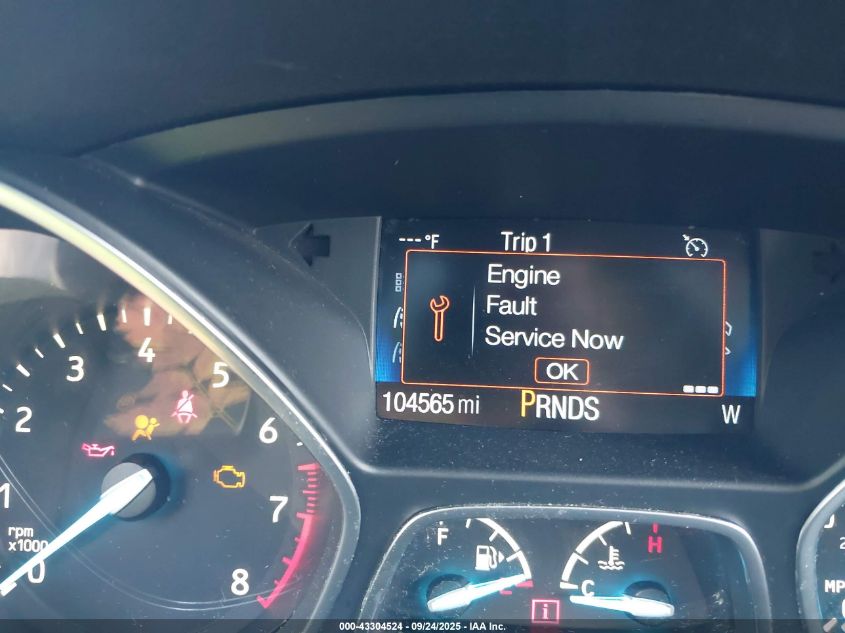 ---°F Trip 1
Engine
Fault
Service Now
OK
104565 mi PRNDS W
0 1 2 3 4 5 6 7 8
rpm
x1000
F
H
C
i
MP
000-43304524 - 09/24/2025 - IAA Inc.